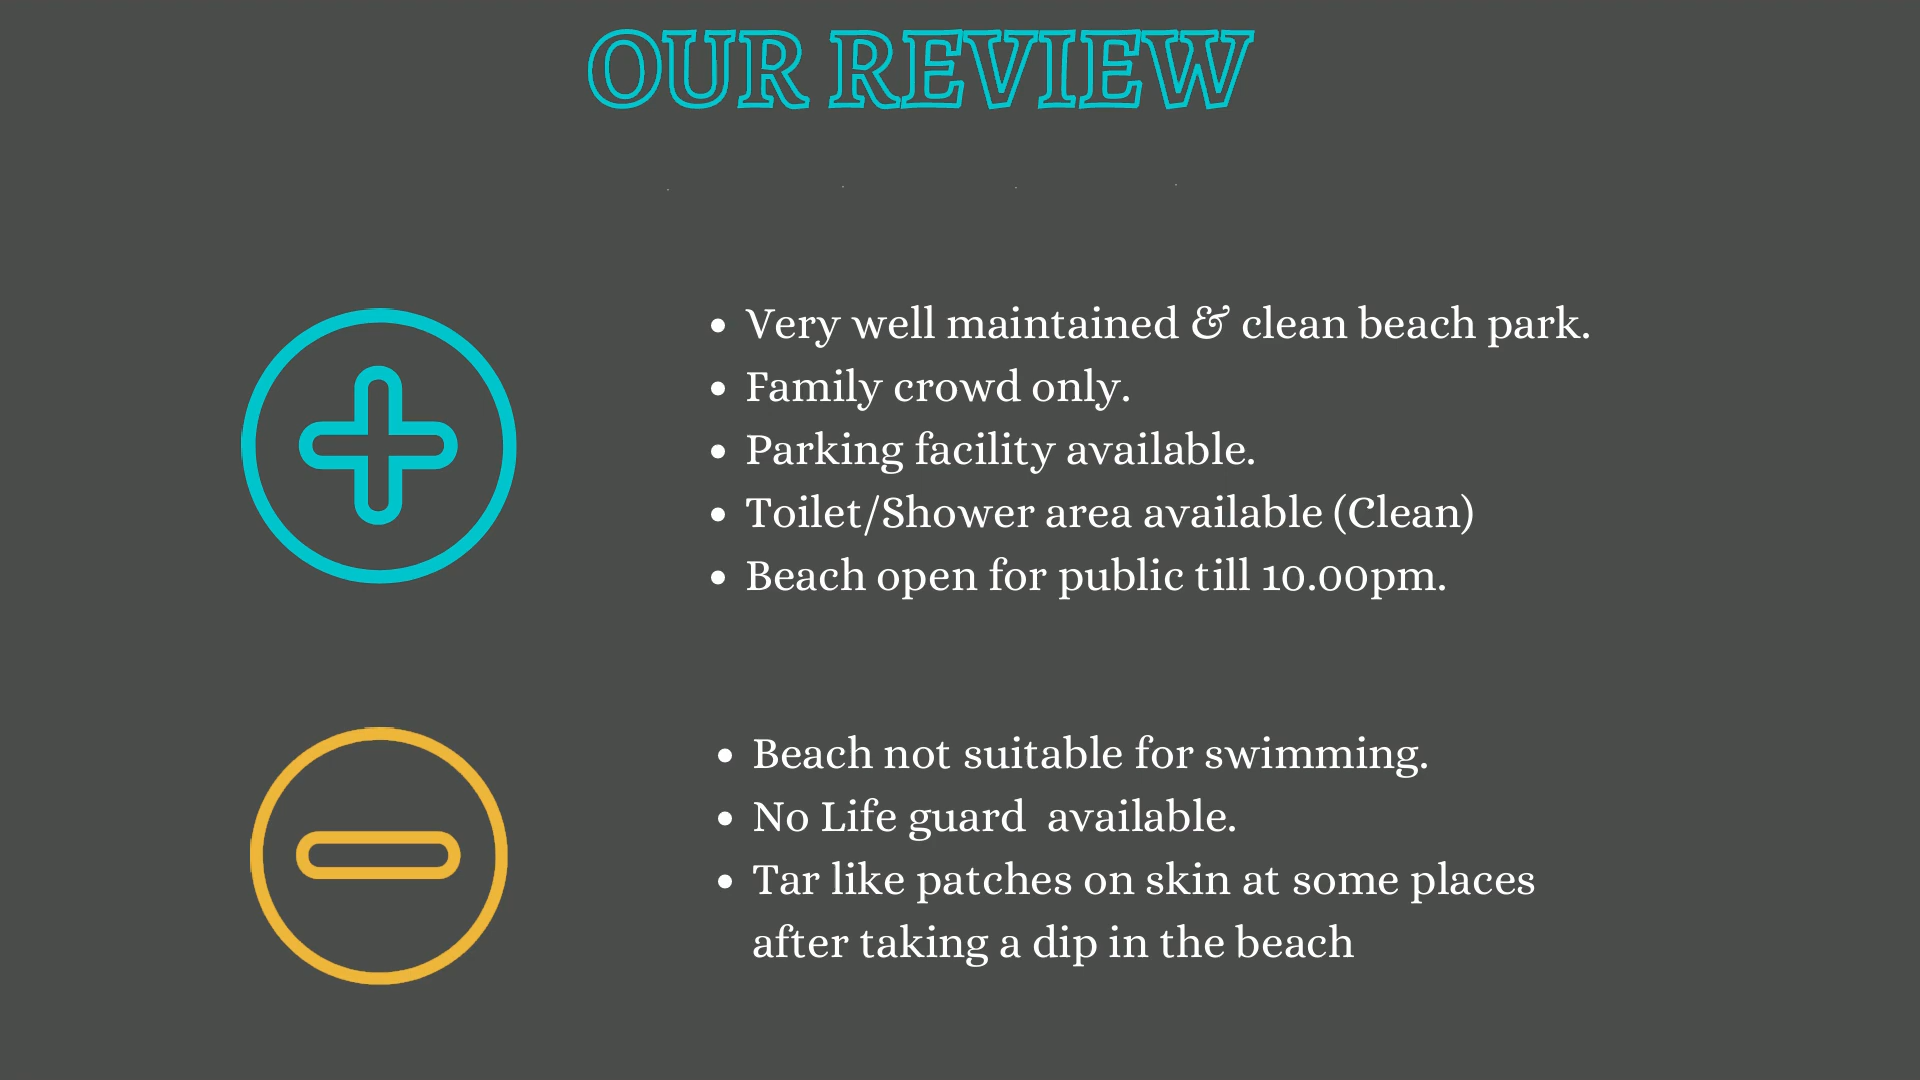 OUR REVIEW
• Very well maintained & clean beach park.
• Family crowd only.
• Parking facility available.
• Toilet/Shower area available (Clean)
• Beach open for public till 10.00pm.
• Beach not suitable for swimming.
• No Life guard  available.
• Tar like patches on skin at some places
after taking a dip in the beach